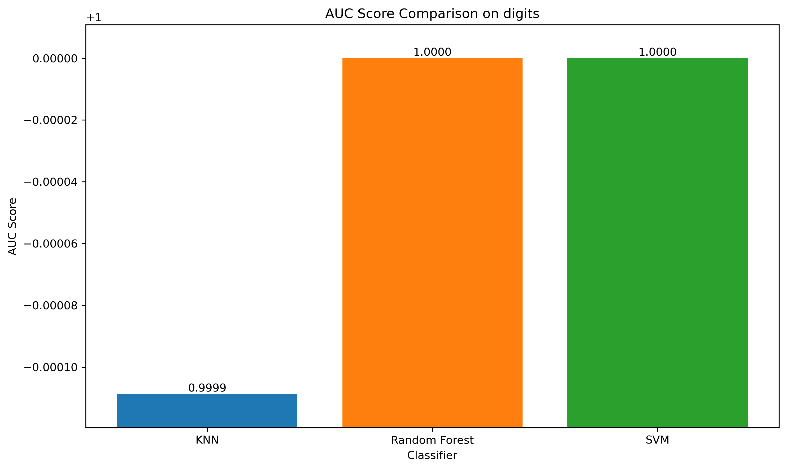 AUC Score Comparison on digits
+1
0.00000
−0.00002
−0.00004
−0.00006
−0.00008
−0.00010
AUC Score
0.9999
1.0000
1.0000
KNN
Random Forest
SVM
Classifier